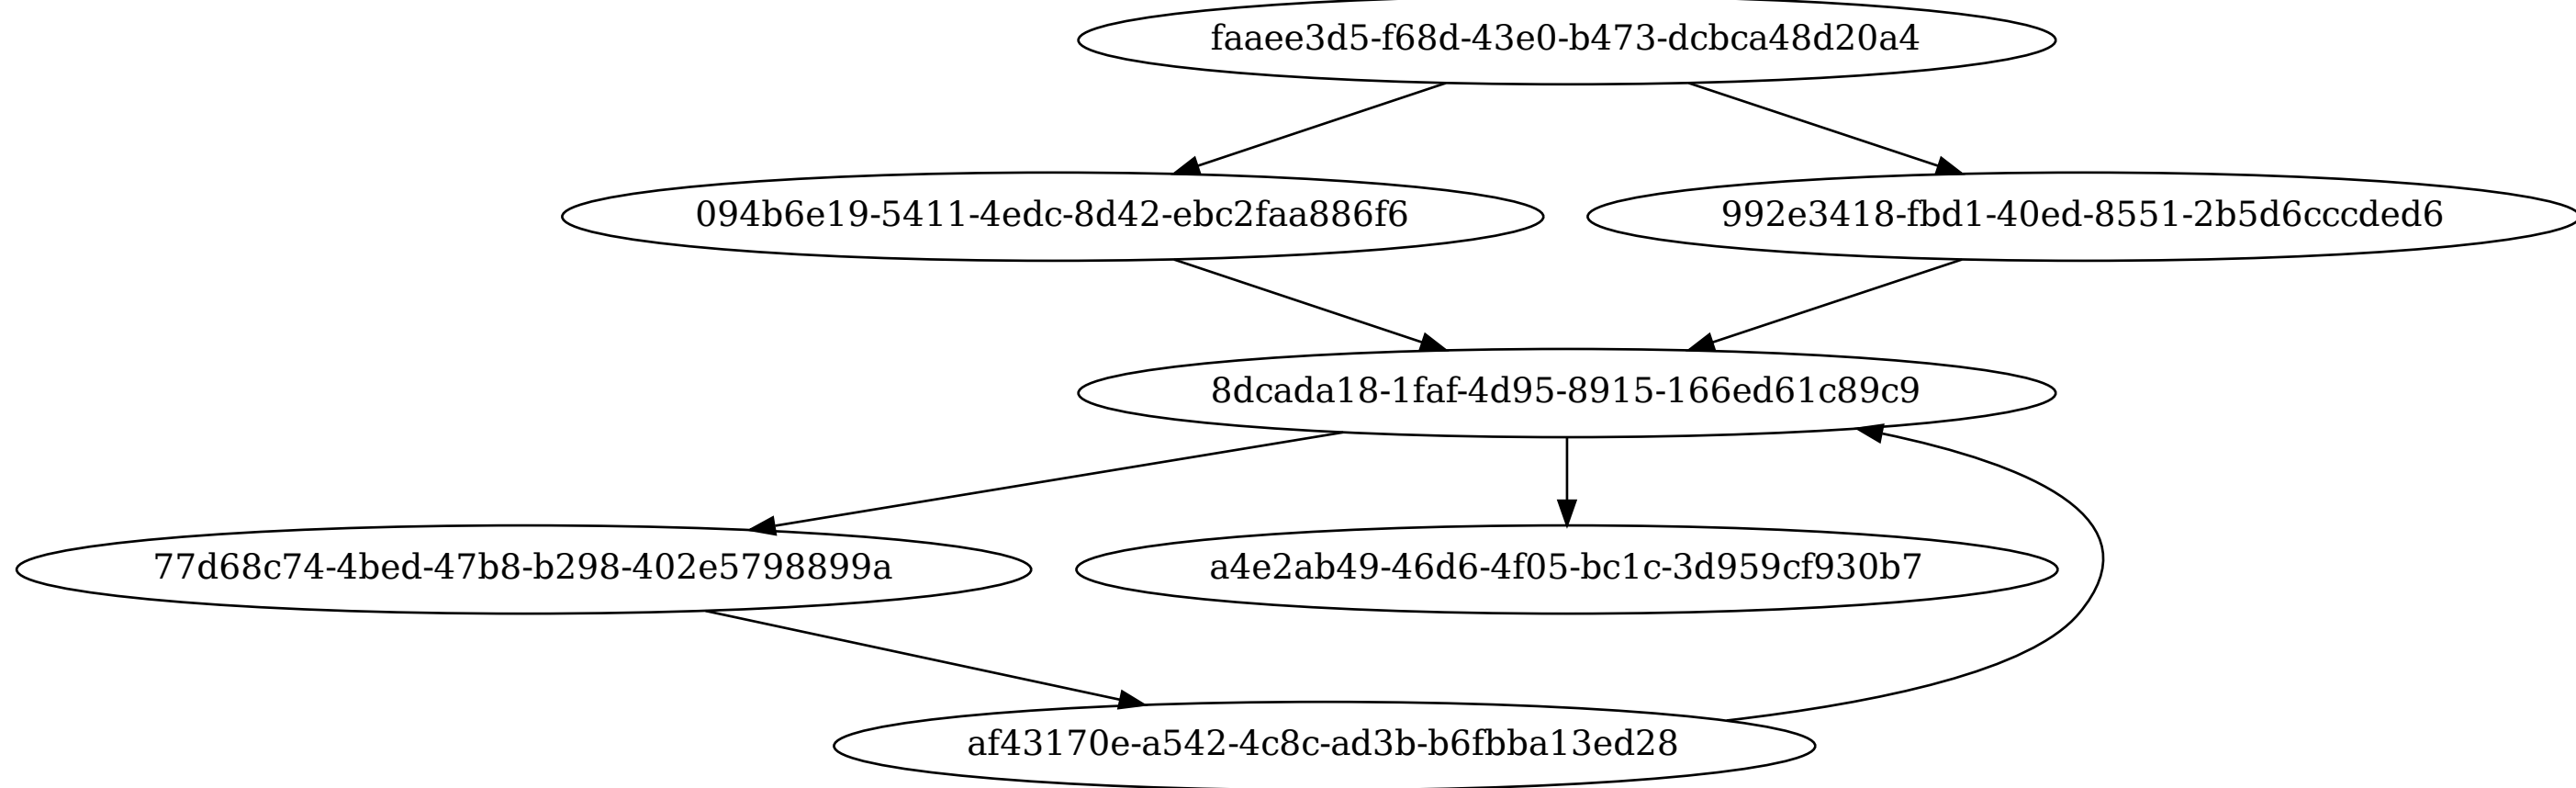 faaee3d5-f68d-43e0-b473-dcbca48d20a4
094b6e19-5411-4edc-8d42-ebc2faa886f6
992e3418-fbd1-40ed-8551-2b5d6cccded6
8dcada18-1faf-4d95-8915-166ed61c89c9
77d68c74-4bed-47b8-b298-402e5798899a
a4e2ab49-46d6-4f05-bc1c-3d959cf930b7
af43170e-a542-4c8c-ad3b-b6fbba13ed28